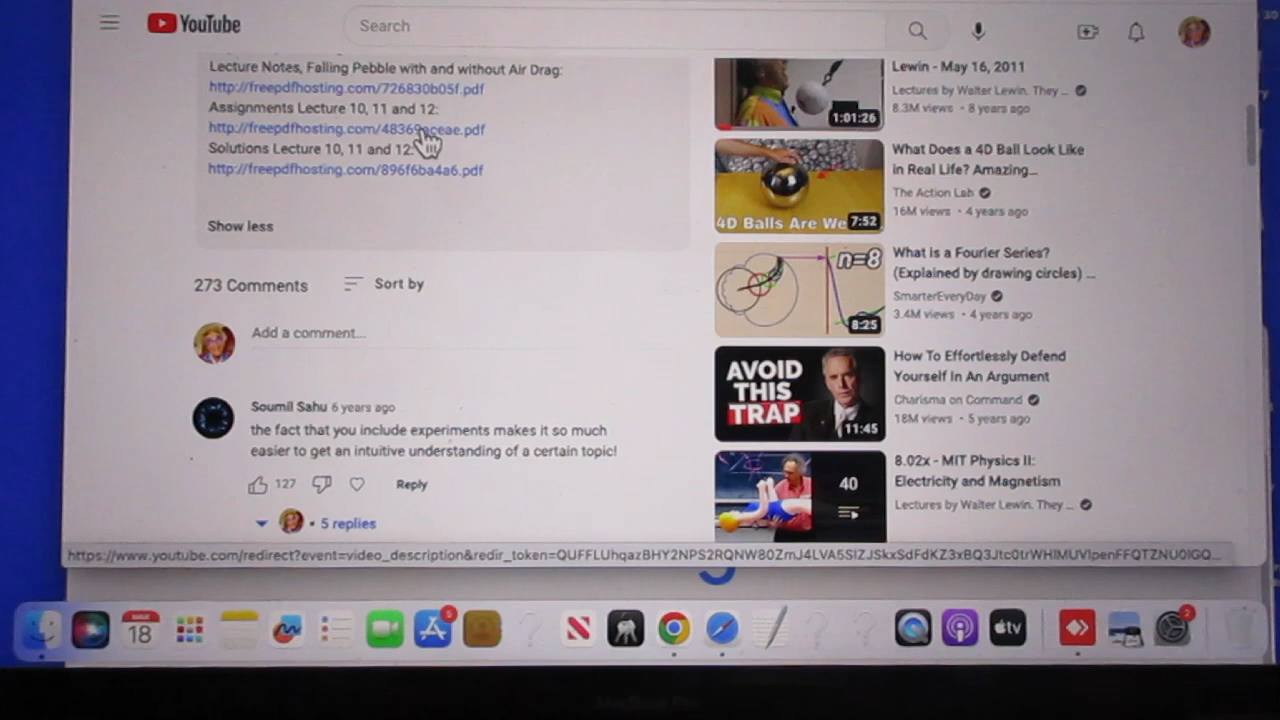 YouTube
Search
Lecture Notes, Falling Pebble with and without Air Drag:
http://freepdfhosting.com/726830b05f.pdf
Assignments Lecture 10, 11 and 12:
Solutions Lecture 10, 11 and 12:
http://freepdfhosting.com/896f6ba4a6.pdf
Show less
273 Comments
Sort by
Add a comment...
Soumil Sahu 6 years ago
the fact that you include experiments makes it so much
easier to get an intuitive understanding of a certain topic!
127
Reply
• 5 replies
Lewin - May 16, 2011
Lectures by Walter Lewin. They ...
8.3M views • 8 years ago
1:01:26
What Does a 4D Ball Look Like
in Real Life? Amazing...
The Action Lab
16M views • 4 years ago
4D Balls Are We
7:52
What is a Fourier Series?
(Explained by drawing circles) ...
SmarterEveryDay
3.4M views • 4 years ago
n=8
8:25
How To Effortlessly Defend
Yourself In An Argument
Charisma on Command
18M views • 5 years ago
AVOID
THIS
TRAP
11:45
8.02x - MIT Physics II:
Electricity and Magnetism
Lectures by Walter Lewin. They ...
40
MAR
18
5
tv
2